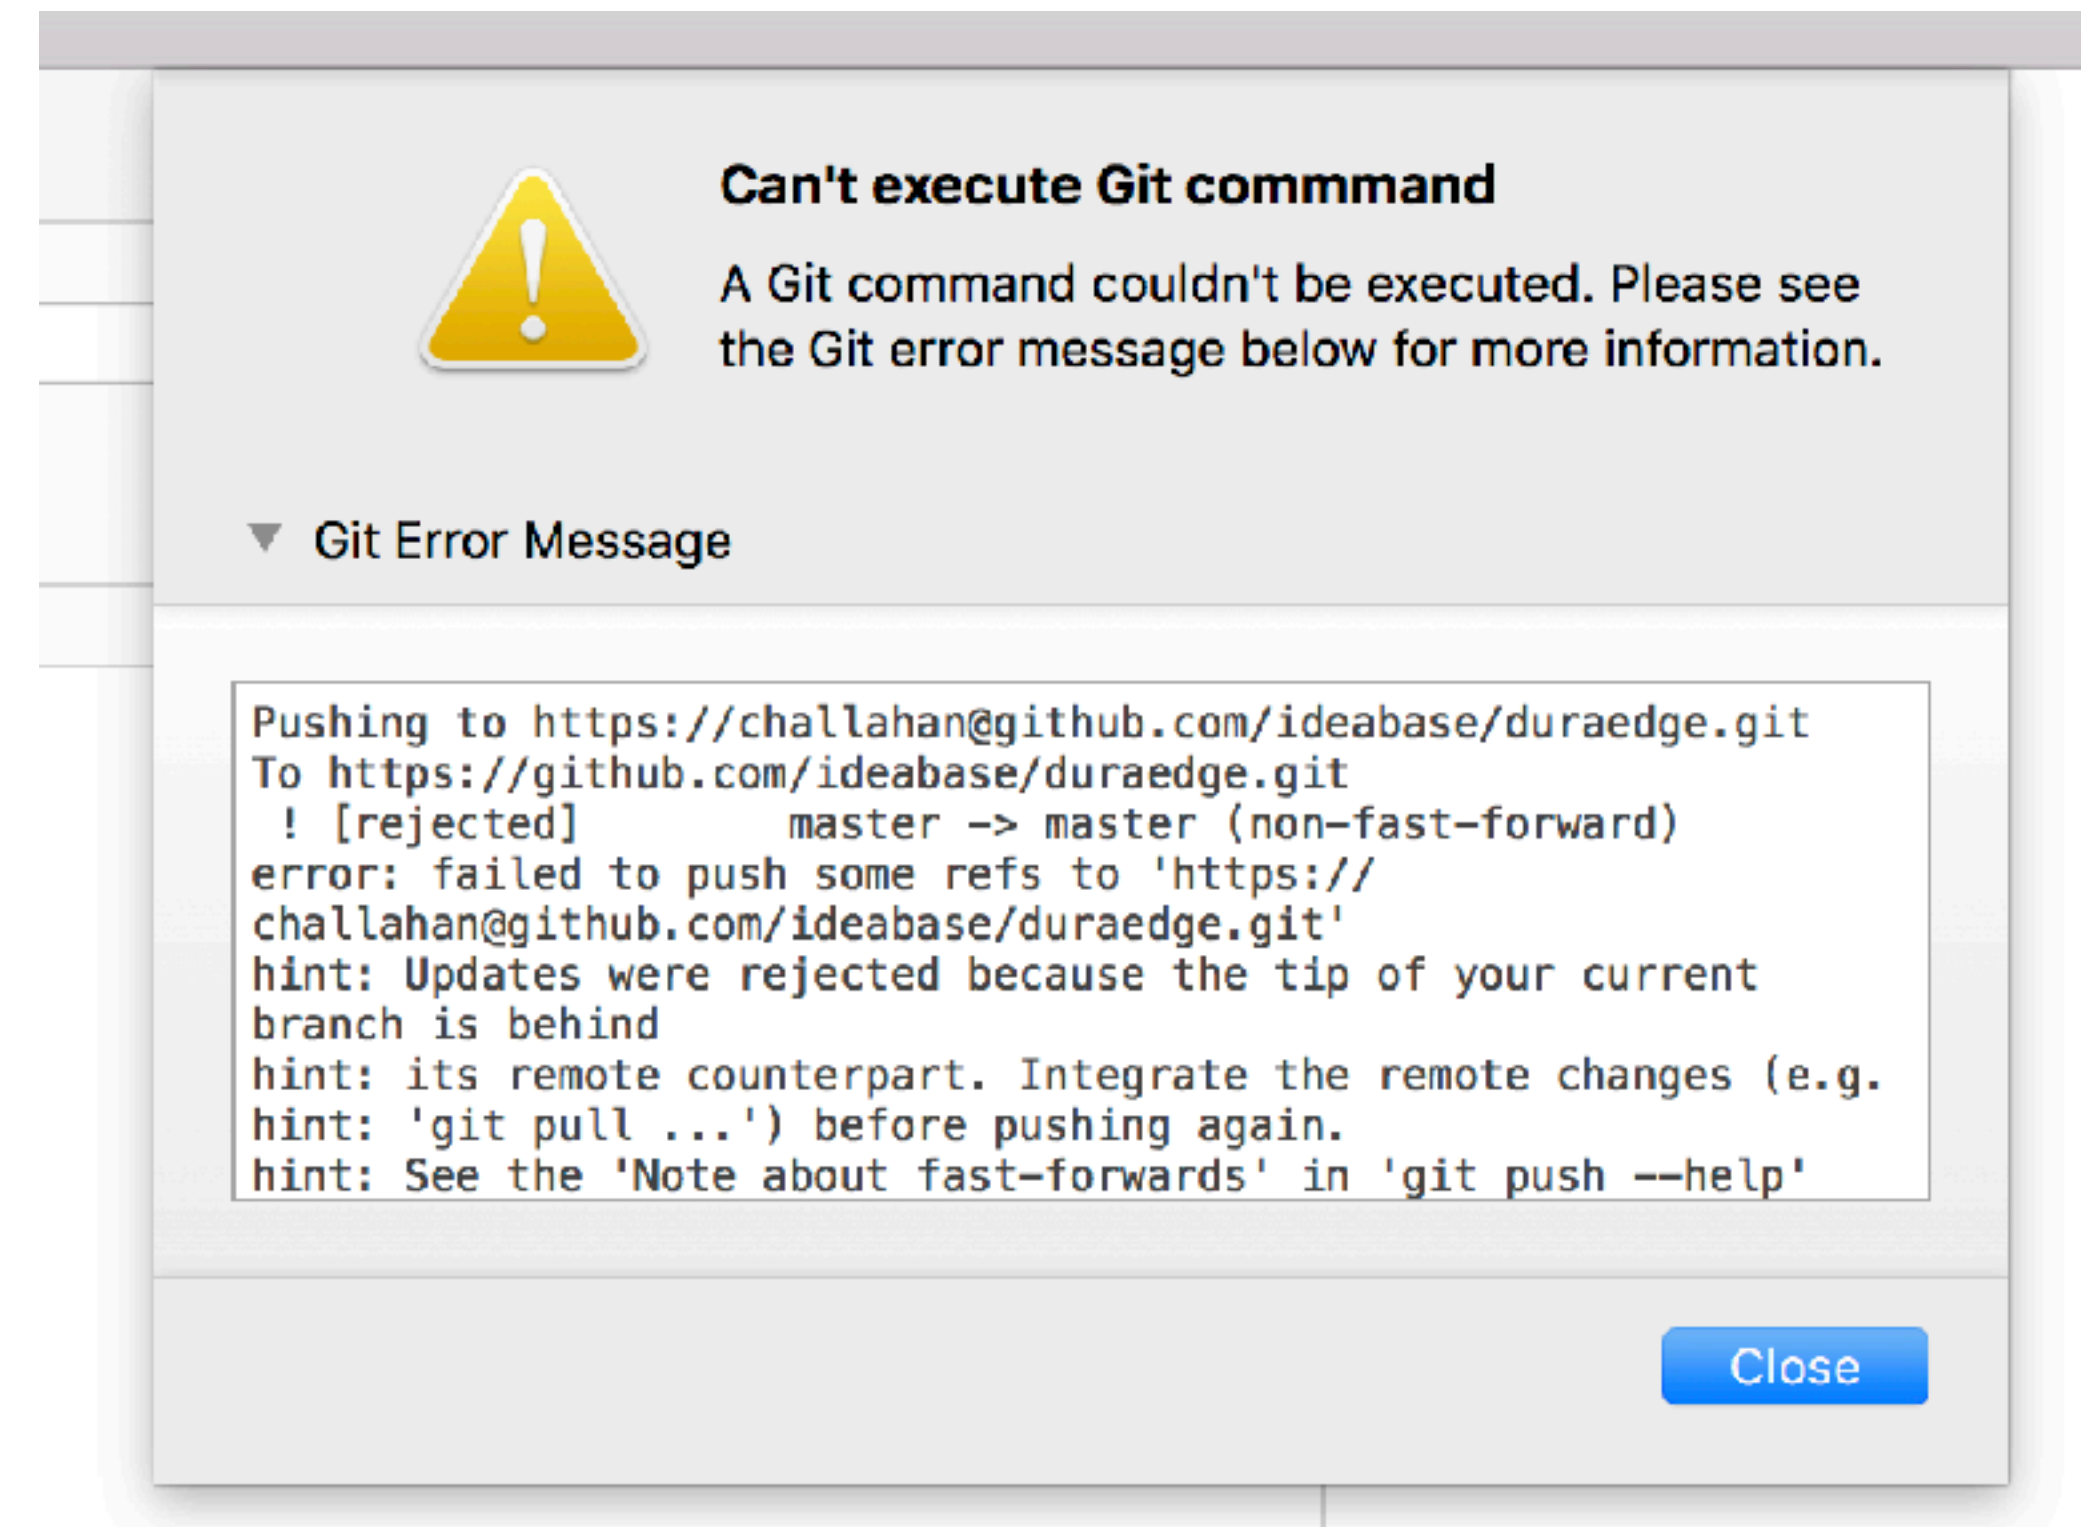 Can't execute Git commmand
A Git command couldn't be executed. Please see
the Git error message below for more information.
Git Error Message
Pushing to https://challahan@github.com/ideabase/duraedge.git
To https://github.com/ideabase/duraedge.git
 ! [rejected]        master -> master (non-fast-forward)
error: failed to push some refs to 'https://
challahan@github.com/ideabase/duraedge.git'
hint: Updates were rejected because the tip of your current
branch is behind
hint: its remote counterpart. Integrate the remote changes (e.g.
hint: 'git pull ...') before pushing again.
hint: See the 'Note about fast-forwards' in 'git push --help'
Close